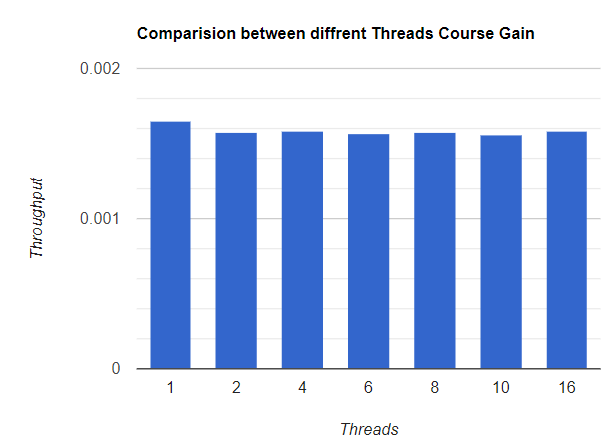 Comparision between diffrent Threads Course Gain
0.002
0.001
0
Throughput
1 2 4 6 8 10 16
Threads